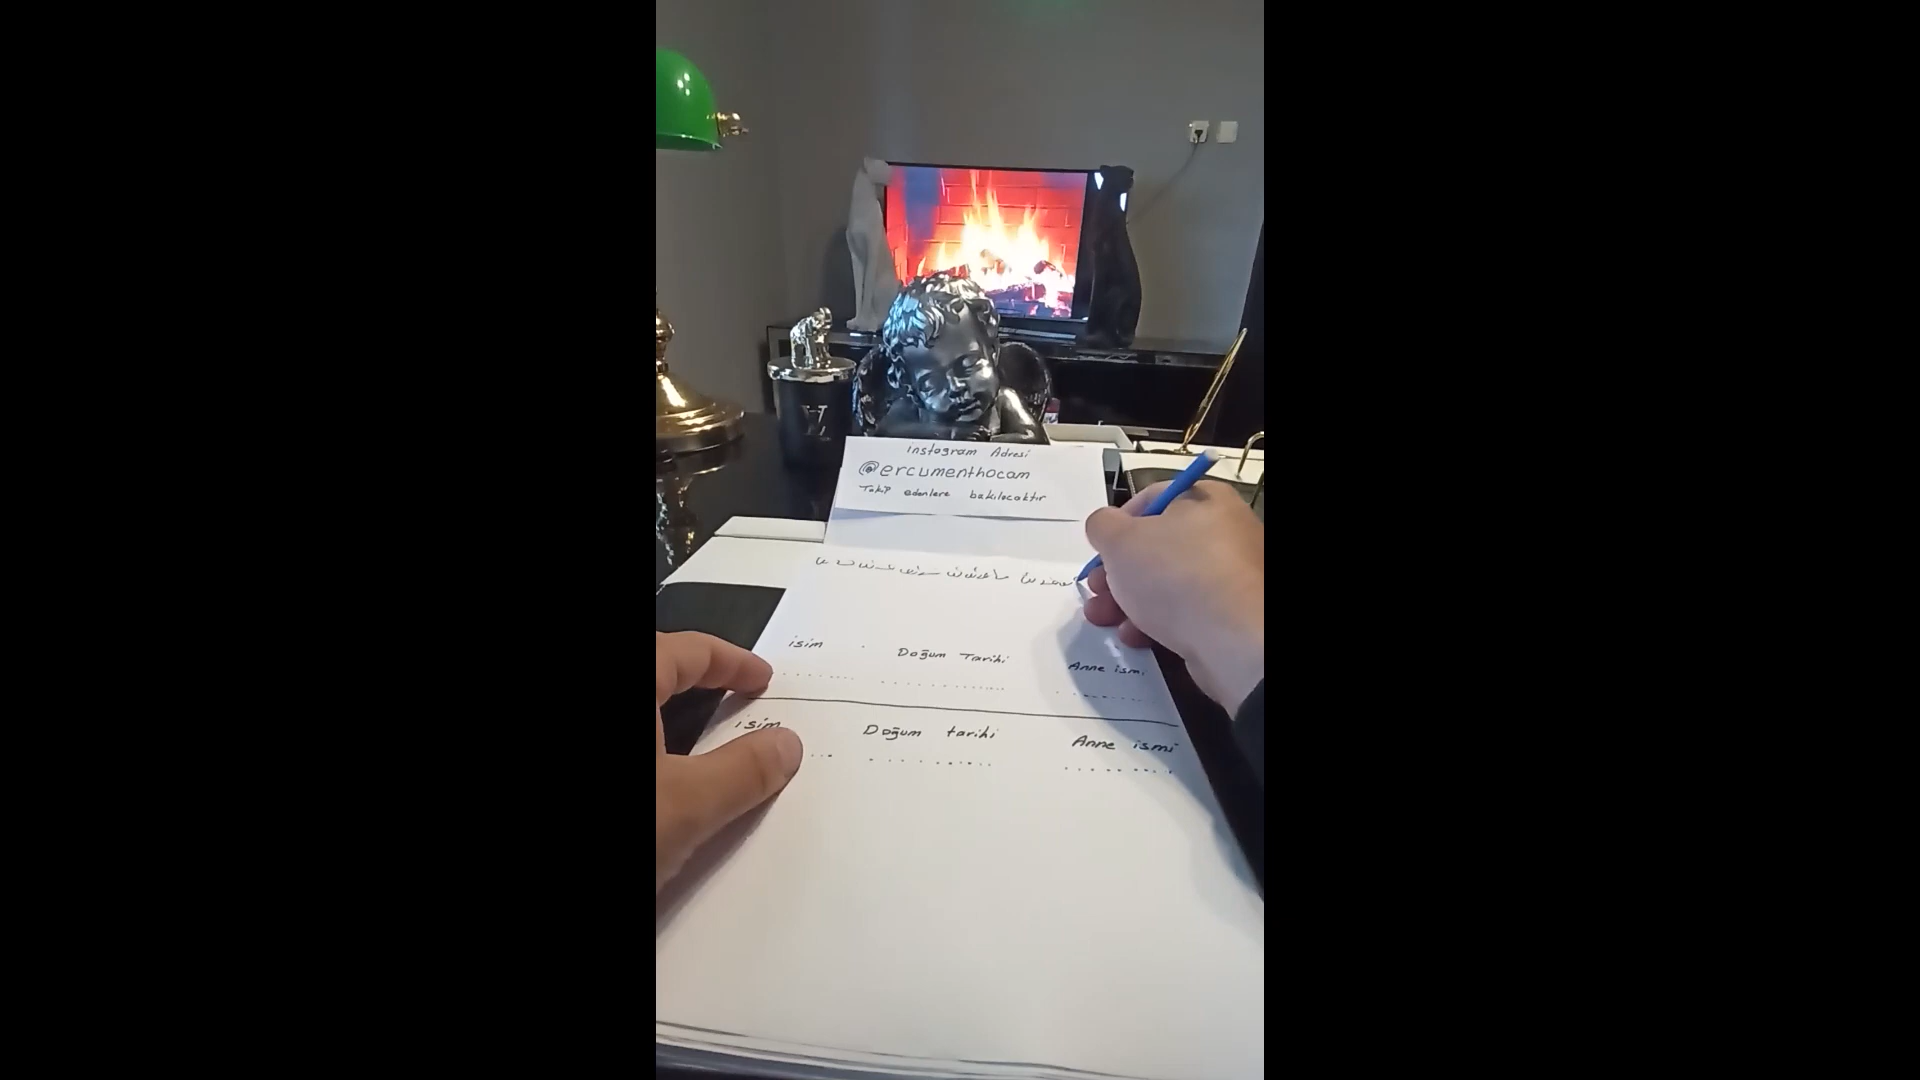 instagram Adresi
@ercumenthocam
Takip edenlere bakılacaktır
isim Doğum Tarihi Anne ismi
isim Doğum tarihi Anne ismi